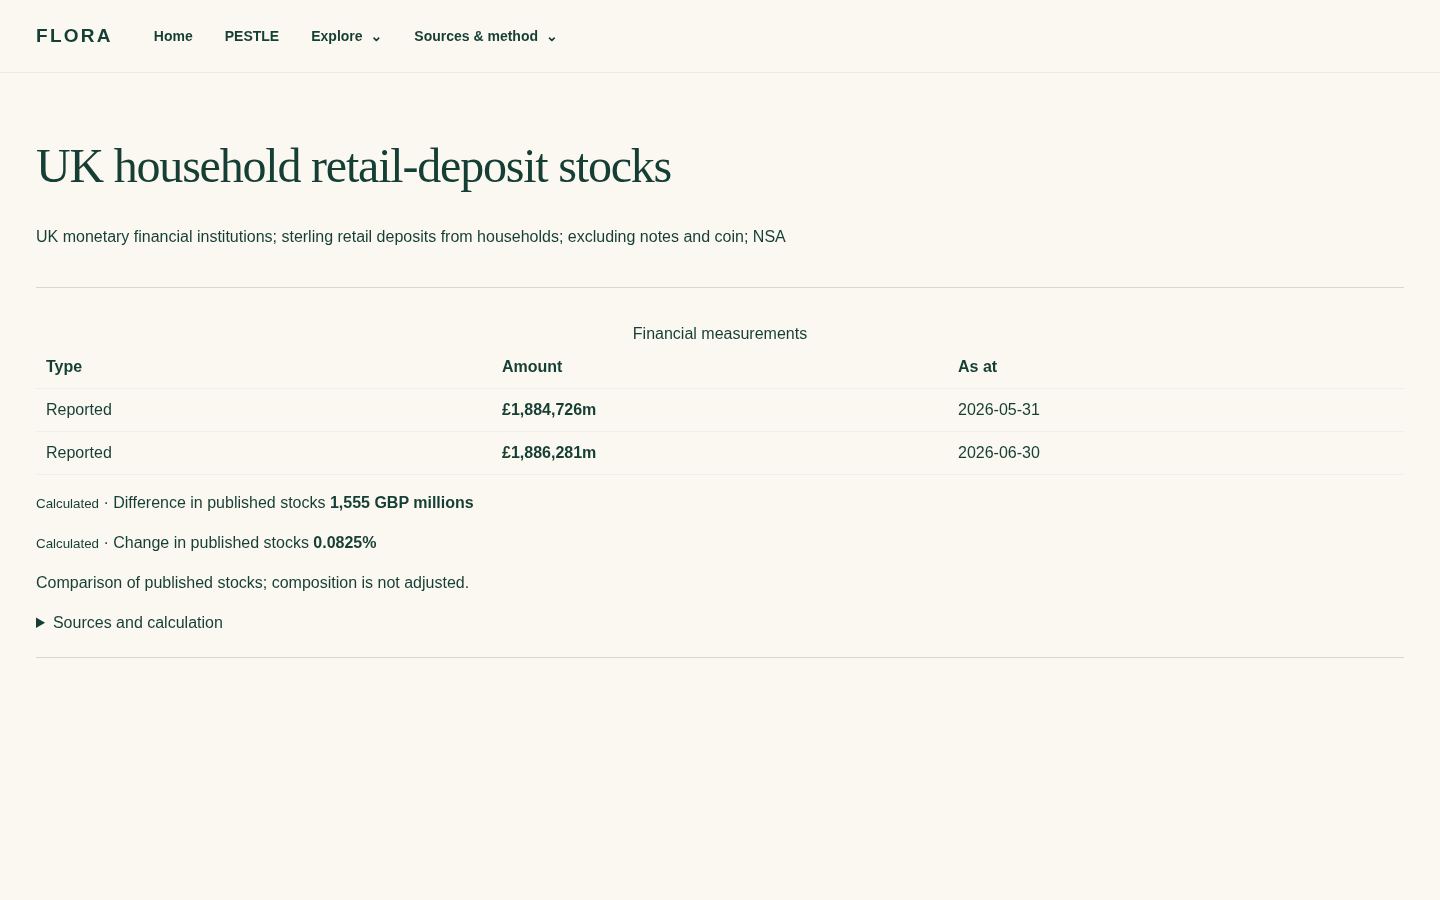 FLORA Home PESTLE Explore Sources & method
UK household retail-deposit stocks
UK monetary financial institutions; sterling retail deposits from households; excluding notes and coin; NSA
Financial measurements
Type Amount As at
Reported £1,884,726m 2026-05-31
Reported £1,886,281m 2026-06-30
Calculated · Difference in published stocks 1,555 GBP millions
Calculated · Change in published stocks 0.0825%
Comparison of published stocks; composition is not adjusted.
Sources and calculation